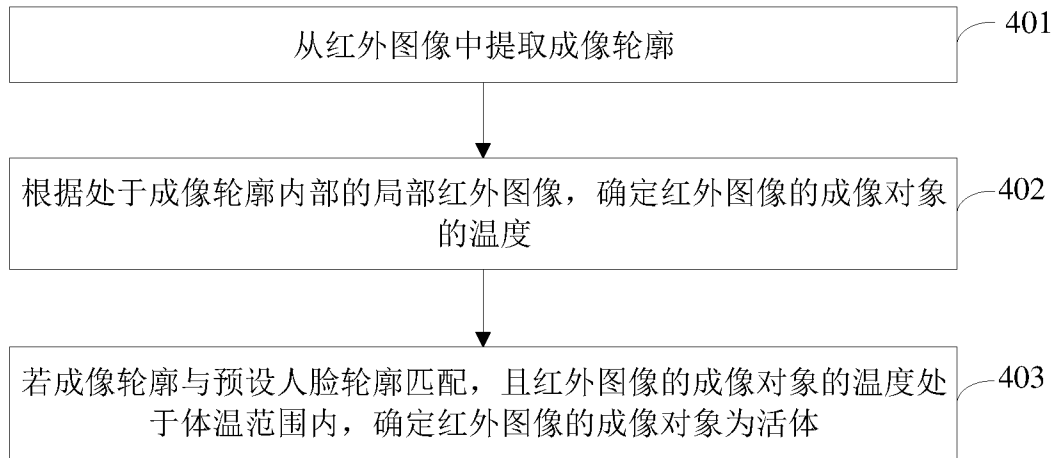 从红外图像中提取成像轮廓
401
根据处于成像轮廓内部的局部红外图像，确定红外图像的成像对象
的温度
402
若成像轮廓与预设人脸轮廓匹配，且红外图像的成像对象的温度处
于体温范围内，确定红外图像的成像对象为活体
403